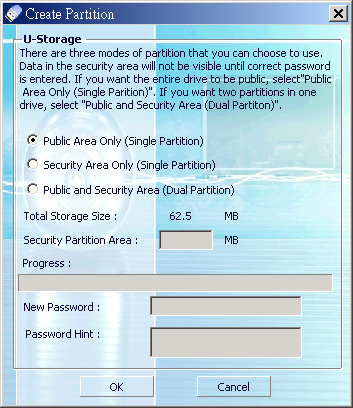 Create Partition
U-Storage
There are three modes of partition that you can choose to use.
Data in the security area will not be visible until correct password
is entered. If you want the entire drive to be public, select"Public
Area Only (Single Parition)". If you want two partitions in one
drive, select "Public and Security Area (Dual Partiton)".
Public Area Only (Single Partition)
Security Area Only (Single Partition)
Public and Security Area (Dual Partition)
Total Storage Size : 62.5 MB
Security Partition Area : MB
Progress :
New Password :
Password Hint :
OK Cancel